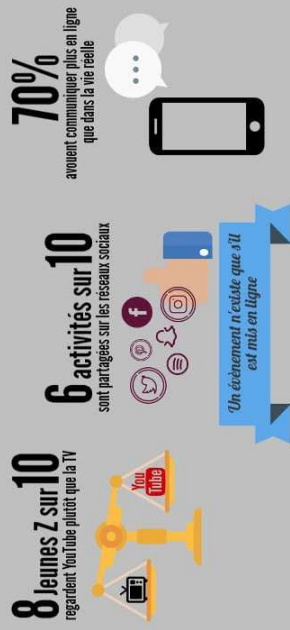 8 Jeunes Z sur 10
regardent YouTube plutôt que la TV
You
Tube
6 activités sur 10
sont partagées sur les réseaux sociaux
Un évènement n'existe que s'il
est mis en ligne
70%
avouent communiquer plus en ligne
que dans la vie réelle